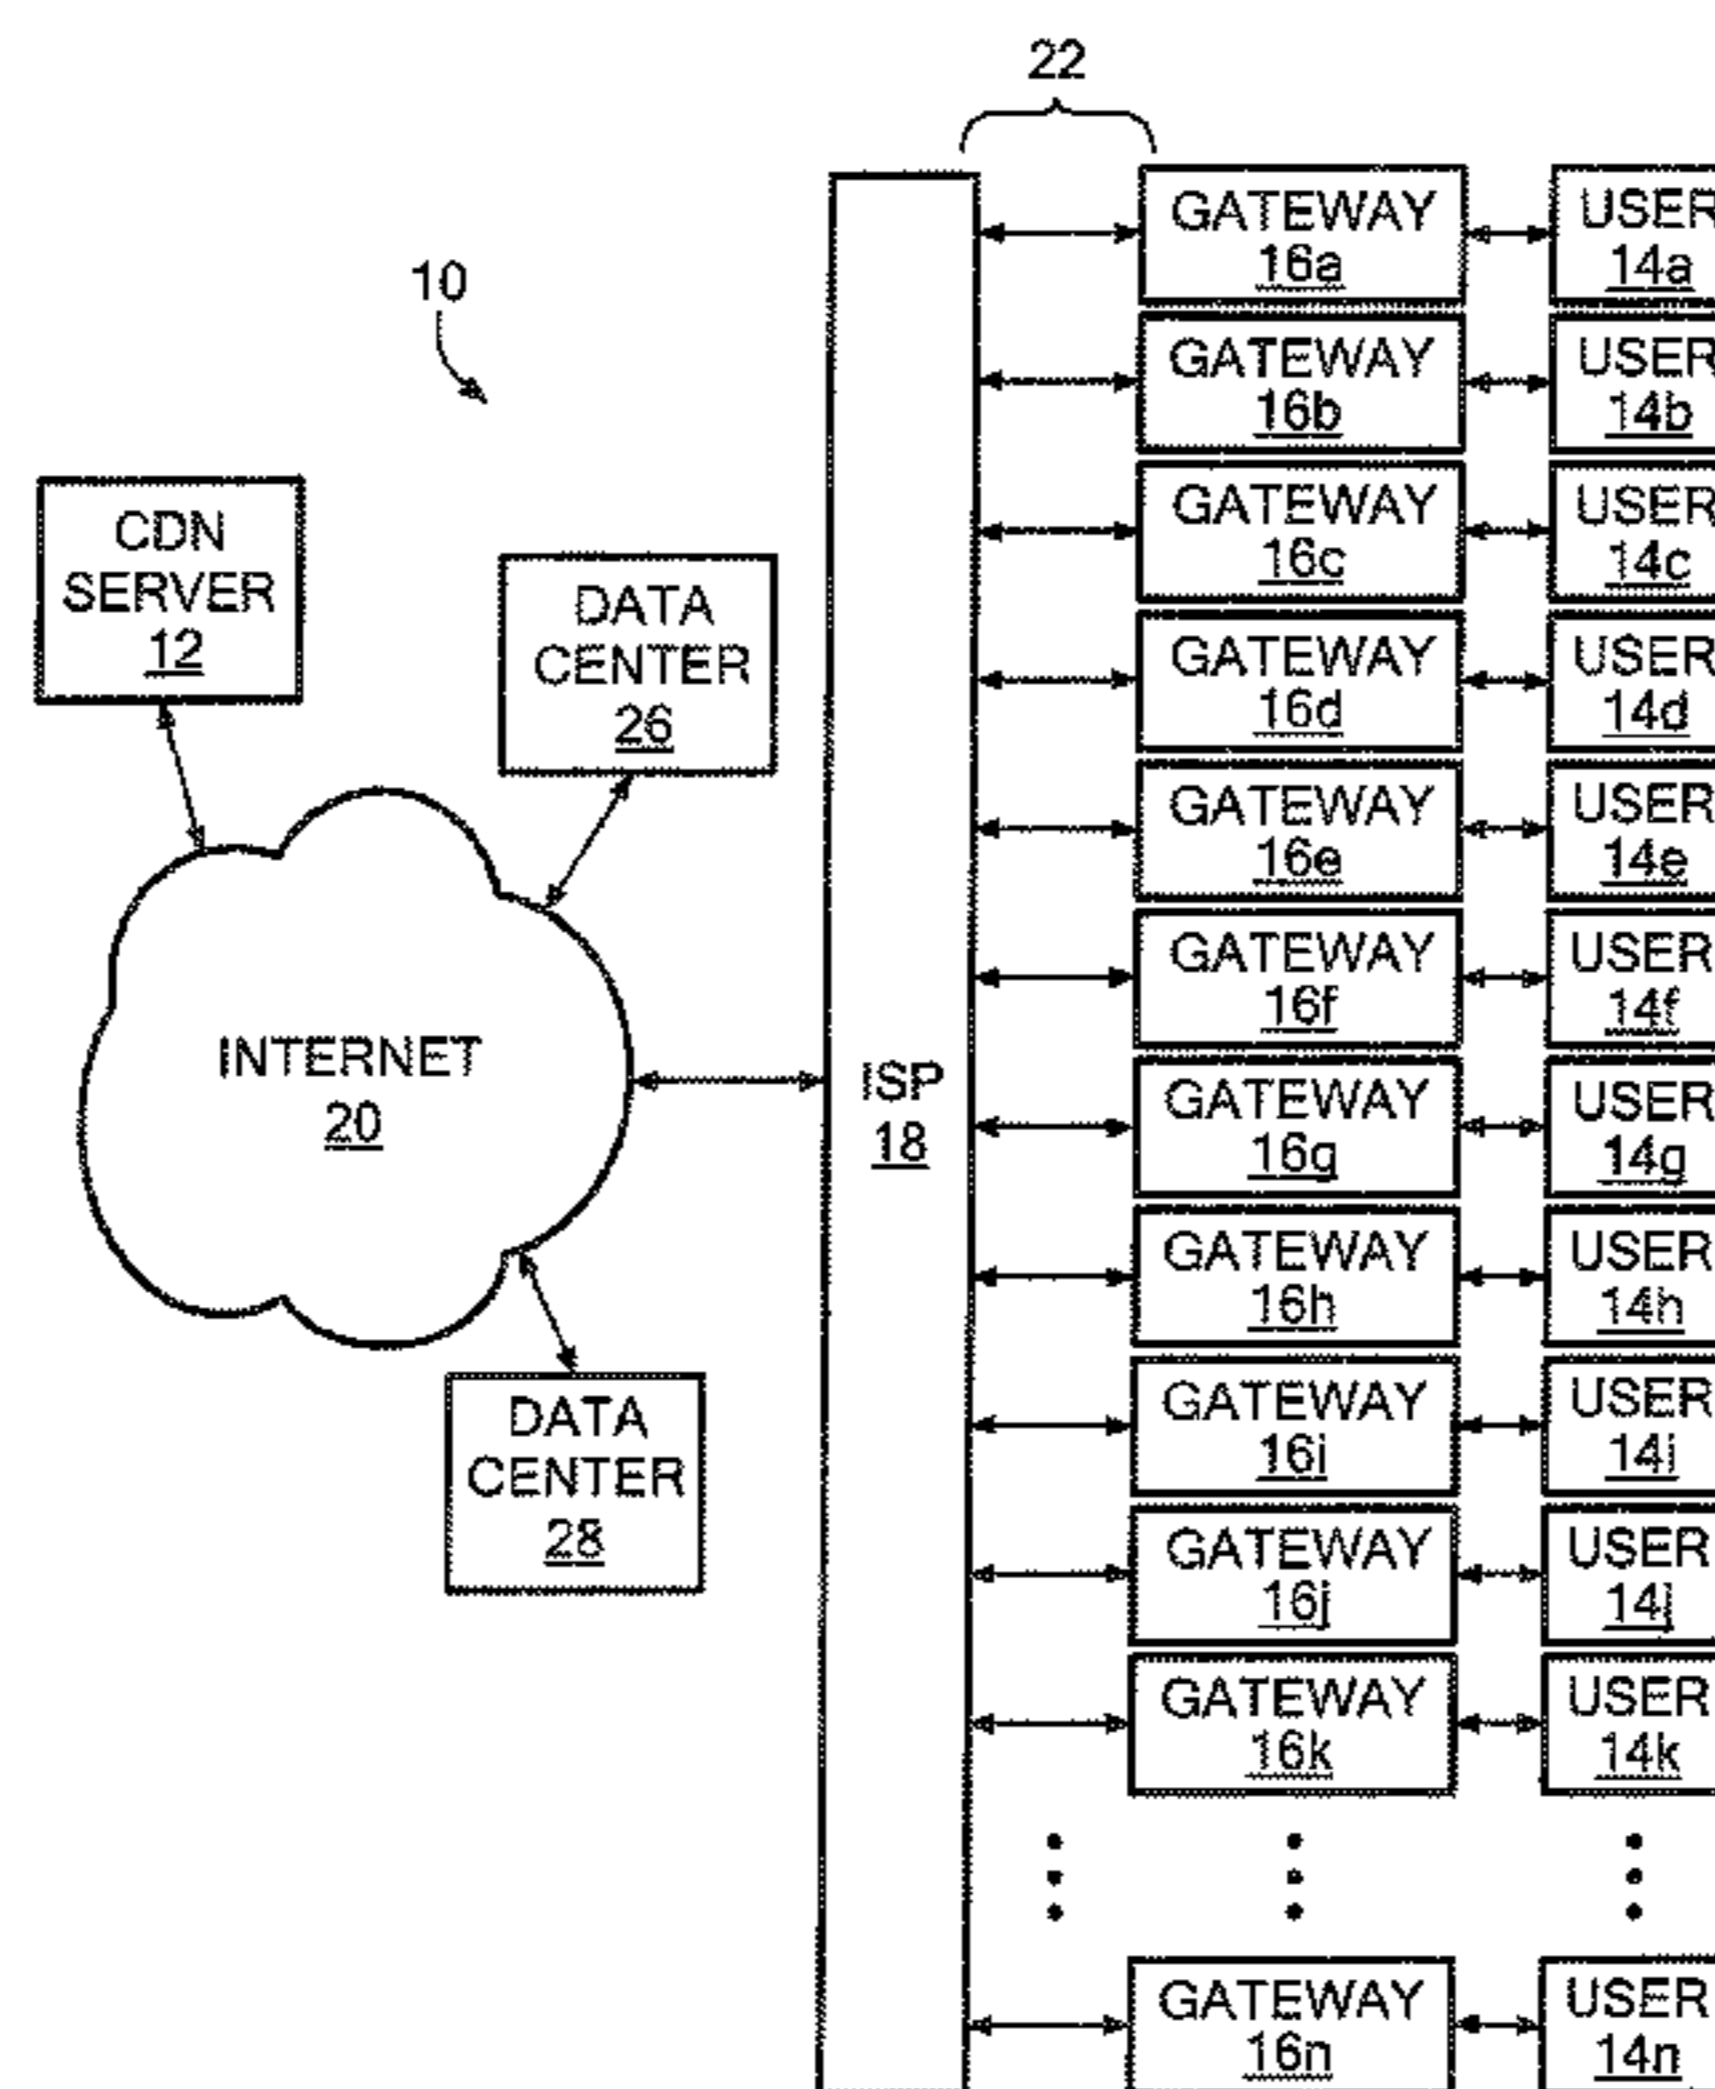 22
10
CDN
SERVER
12
DATA
CENTER
26
INTERNET
20
DATA
CENTER
28
ISP
18
GATEWAY
16a
USER
14a
GATEWAY
16b
USER
14b
GATEWAY
16c
USER
14c
GATEWAY
16d
USER
14d
GATEWAY
16e
USER
14e
GATEWAY
16f
USER
14f
GATEWAY
16g
USER
14g
GATEWAY
16h
USER
14h
GATEWAY
16i
USER
14i
GATEWAY
16j
USER
14j
GATEWAY
16k
USER
14k
GATEWAY
16n
USER
14n